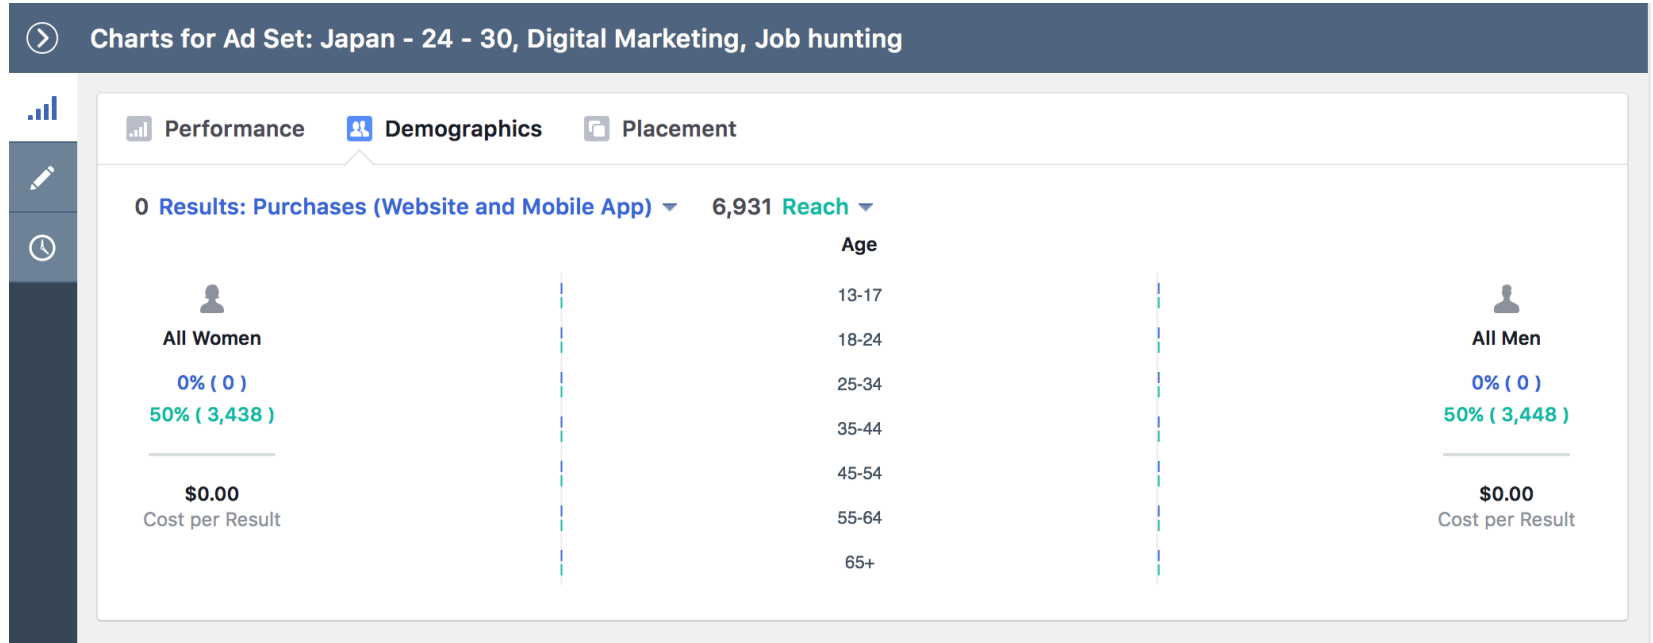 Charts for Ad Set: Japan - 24 - 30, Digital Marketing, Job hunting
Performance Demographics Placement
0 Results: Purchases (Website and Mobile App) 6,931 Reach
Age
13-17
18-24
25-34
35-44
45-54
55-64
65+
All Women
0% ( 0 )
50% ( 3,438 )
$0.00
Cost per Result
All Men
0% ( 0 )
50% ( 3,448 )
$0.00
Cost per Result